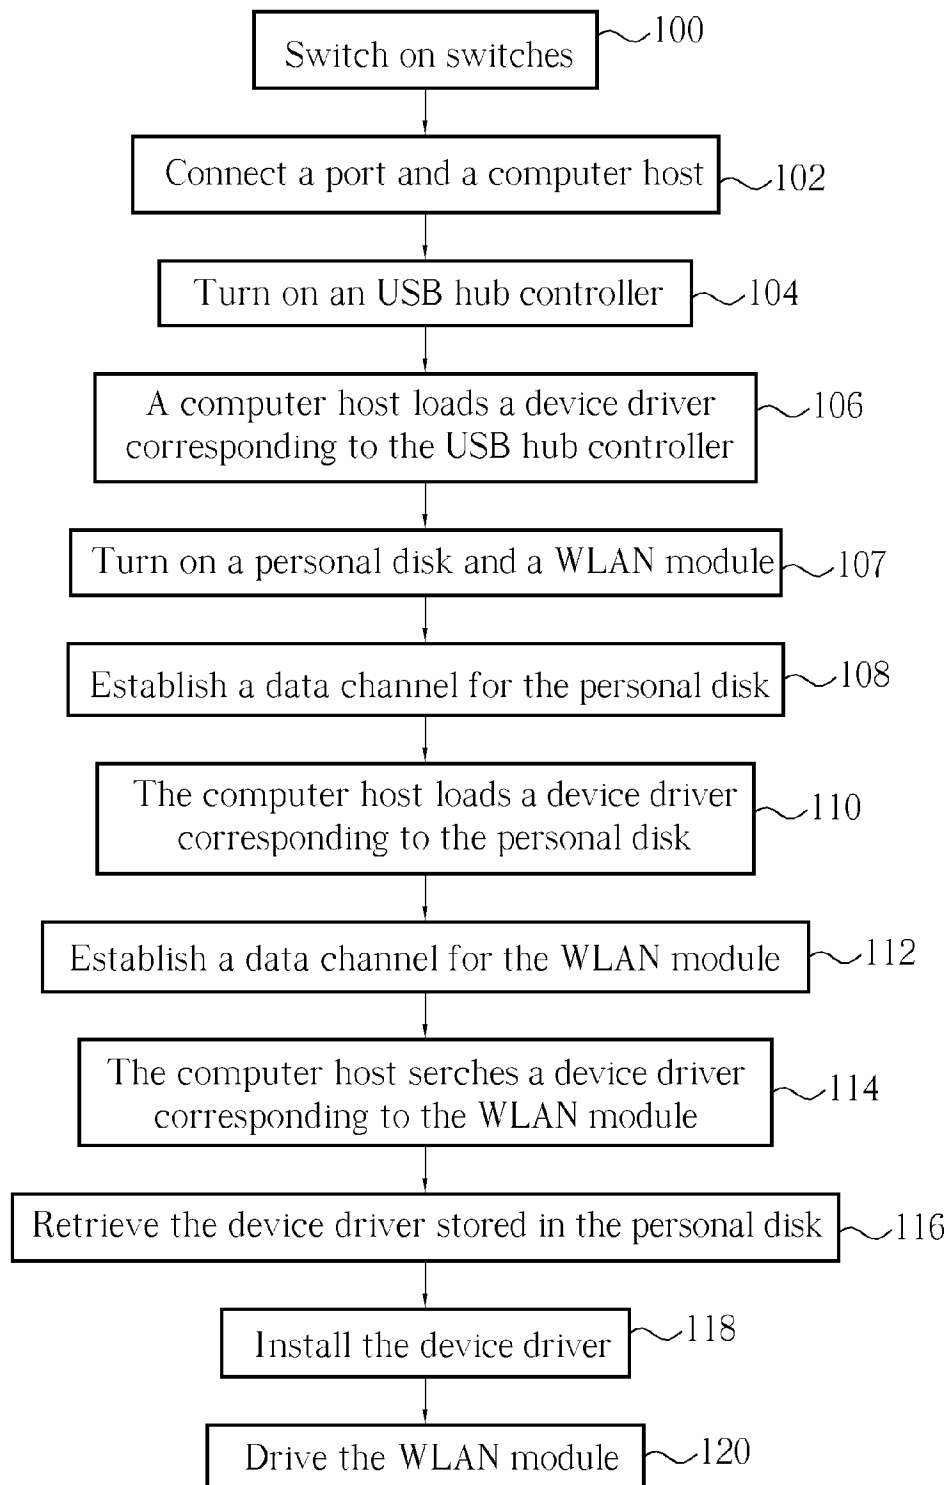 Switch on switches
100
Connect a port and a computer host
102
Turn on an USB hub controller
104
A computer host loads a device driver
corresponding to the USB hub controller
106
Turn on a personal disk and a WLAN module
107
Establish a data channel for the personal disk
108
The computer host loads a device driver
corresponding to the personal disk
110
Establish a data channel for the WLAN module
112
The computer host serches a device driver
corresponding to the WLAN module
114
Retrieve the device driver stored in the personal disk
116
Install the device driver
118
Drive the WLAN module
120